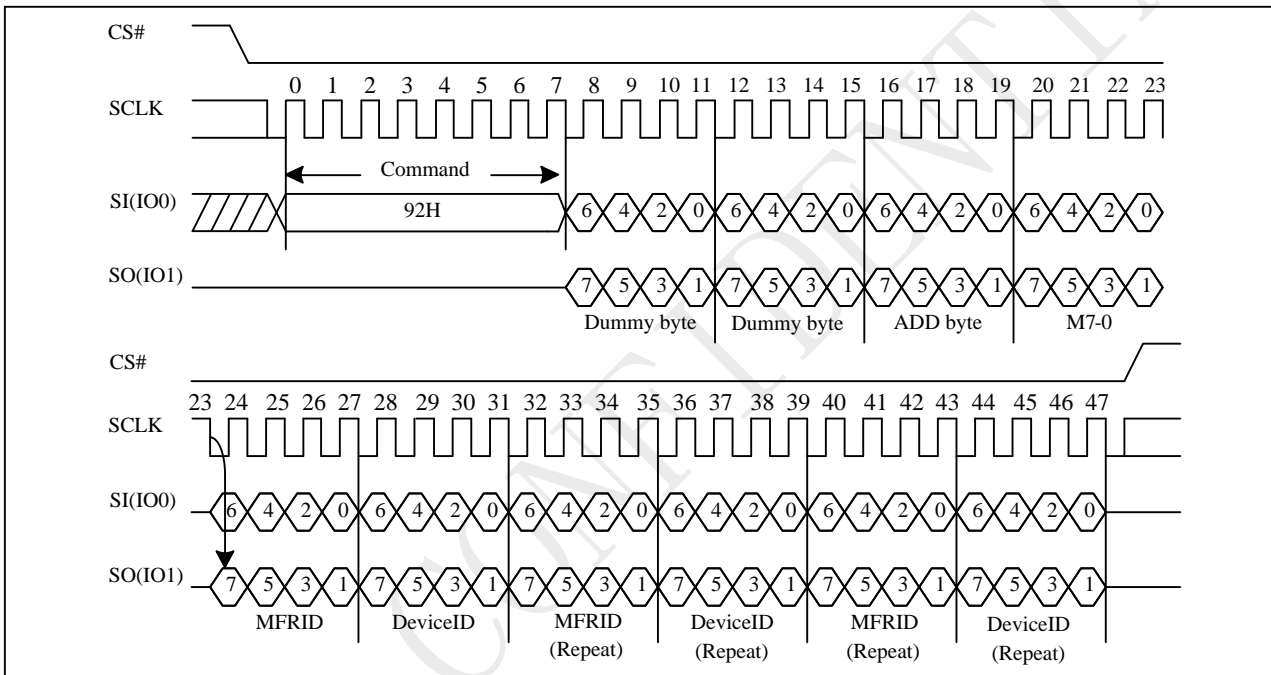 CS#
0 1 2 3 4 5 6 7 8 9 10 11 12 13 14 15 16 17 18 19 20 21 22 23
SCLK
Command
SI(IO0)
92H
6 4 2 0 6 4 2 0 6 4 2 0 6 4 2 0
SO(IO1)
7 5 3 1 7 5 3 1 7 5 3 1 7 5 3 1
Dummy byte Dummy byte ADD byte M7-0
CS#
23 24 25 26 27 28 29 30 31 32 33 34 35 36 37 38 39 40 41 42 43 44 45 46 47
SCLK
SI(IO0)
6 4 2 0 6 4 2 0 6 4 2 0 6 4 2 0 6 4 2 0 6 4 2 0
SO(IO1)
7 5 3 1 7 5 3 1 7 5 3 1 7 5 3 1 7 5 3 1 7 5 3 1
MFRID DeviceID MFRID DeviceID MFRID DeviceID
(Repeat) (Repeat) (Repeat) (Repeat)
CONFIDENTI